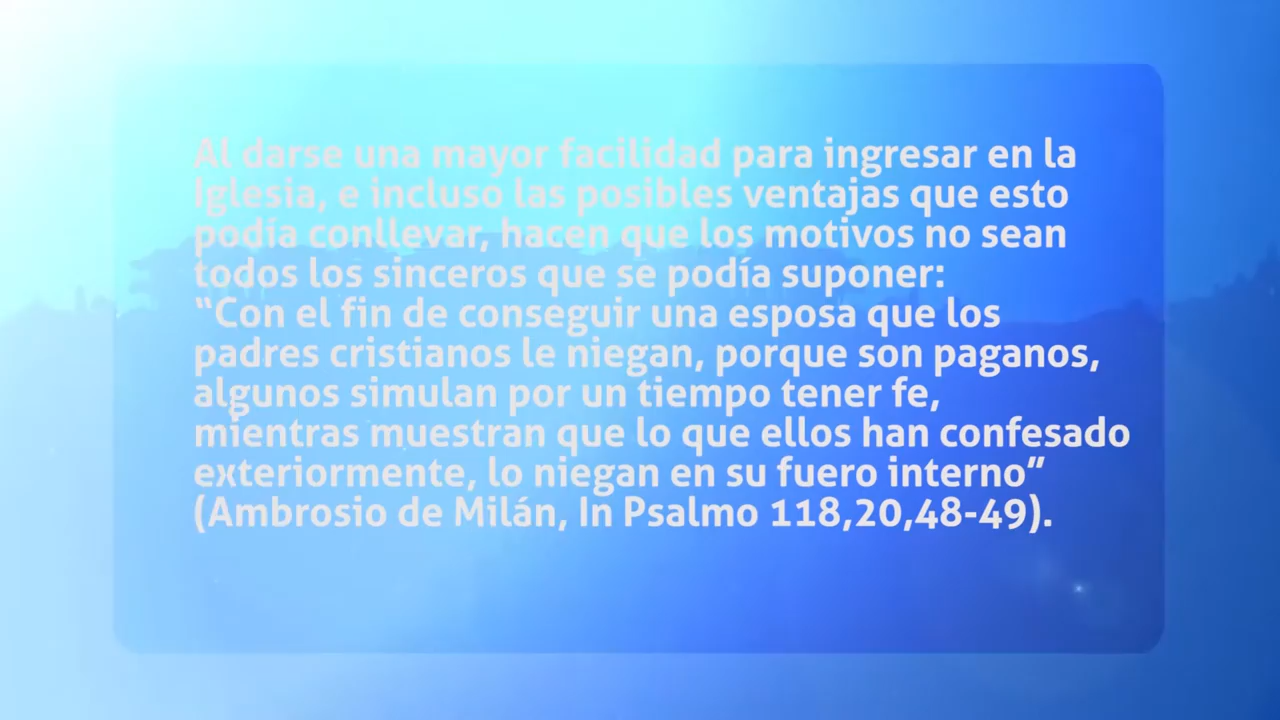 Al darse una mayor facilidad para ingresar en la
Iglesia, e incluso las posibles ventajas que esto
podía conllevar, hacen que los motivos no sean
todos los sinceros que se podía suponer:
“Con el fin de conseguir una esposa que los
padres cristianos le niegan, porque son paganos,
algunos simulan por un tiempo tener fe,
mientras muestran que lo que ellos han confesado
exteriormente, lo niegan en su fuero interno”
(Ambrosio de Milán, In Psalmo 118,20,48-49).